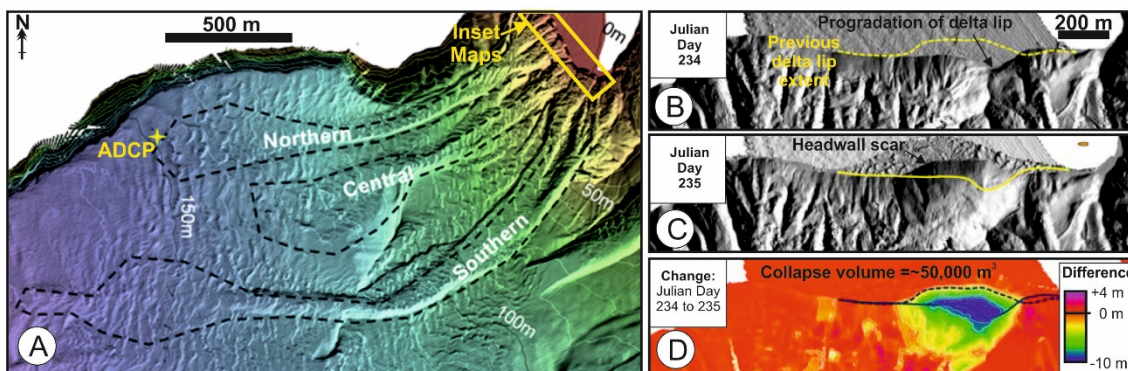 N
500 m
Inset
Maps
0m
Northern
ADCP
Central
50m
150m
Southern
100m
A
Julian
Day
234
Progradation of delta lip
200 m
Previous
delta lip
extent
B
Julian
Day
235
Headwall scar
C
Change:
Julian Day
234 to 235
Collapse volume =~50,000 m³
Difference
+4 m
0 m
-10 m
D